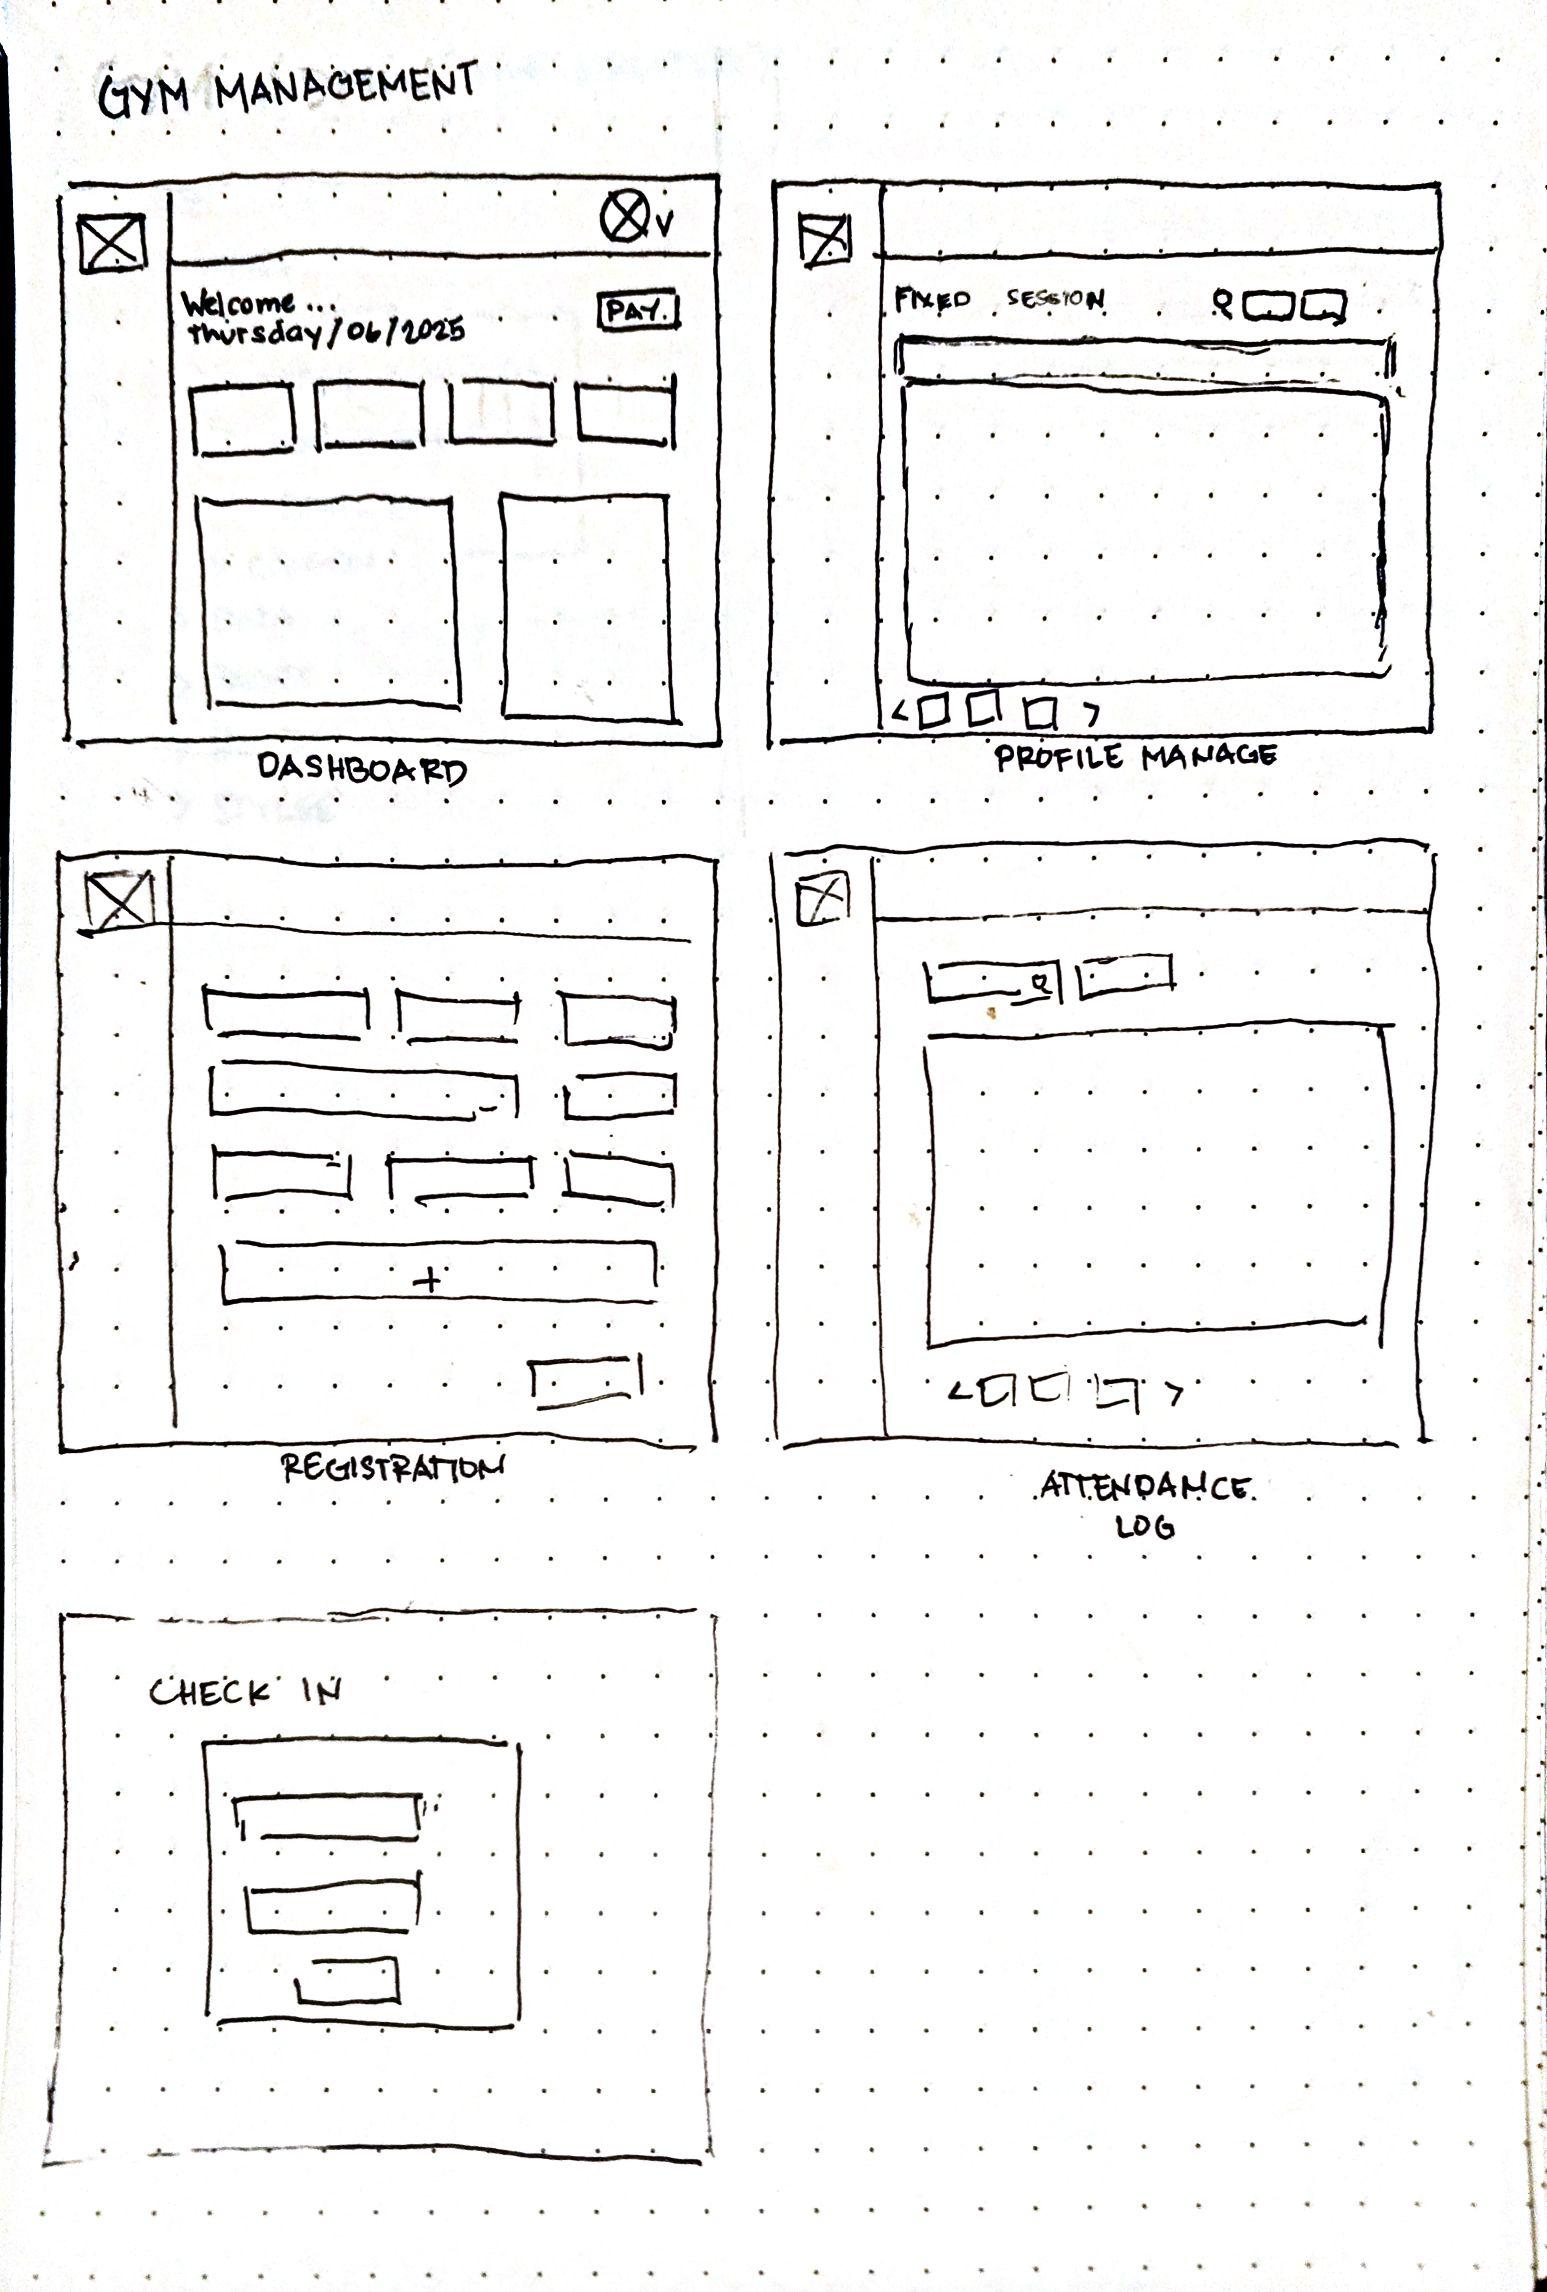 GYM MANAGEMENT
V
Welcome ...
PAY.
Thursday/06/2025
DASHBOARD
FIXED SESSION
< >
PROFILE MANAGE
+
REGISTRATION
< >
ATTENDANCE
LOG
CHECK IN